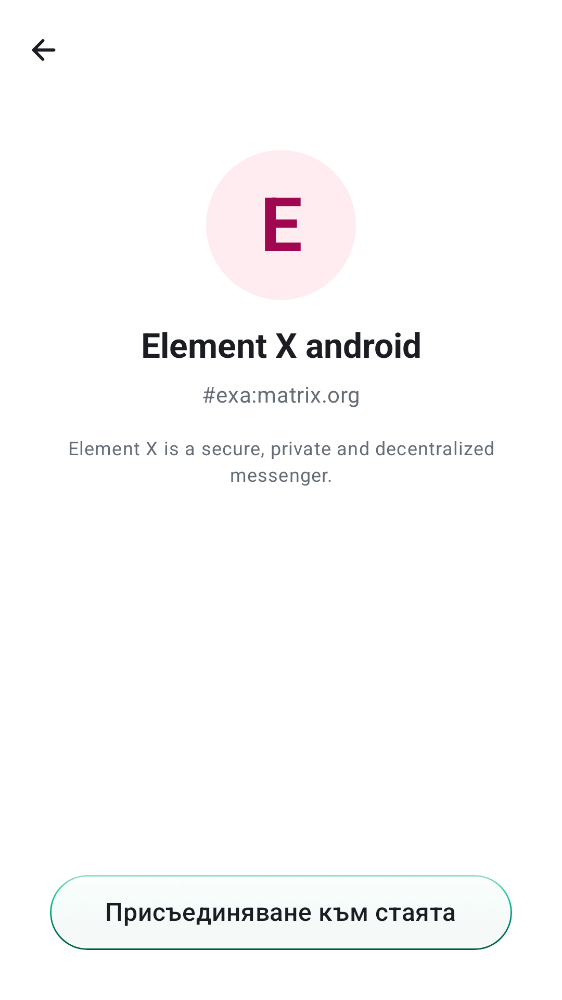 E
Element X android
#exa:matrix.org
Element X is a secure, private and decentralized
messenger.
Присъединяване към стаята